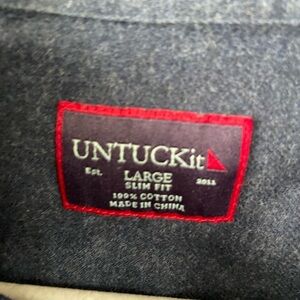 UNTUCKit
EST. LARGE 2011
SLIM FIT
100% COTTON
MADE IN CHINA